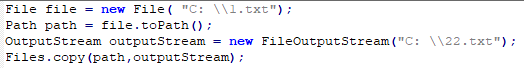 File file = new File( "C: \\1.txt");
Path path = file.toPath();
OutputStream outputStream = new FileOutputStream("C: \\22.txt");
Files.copy(path,outputStream);